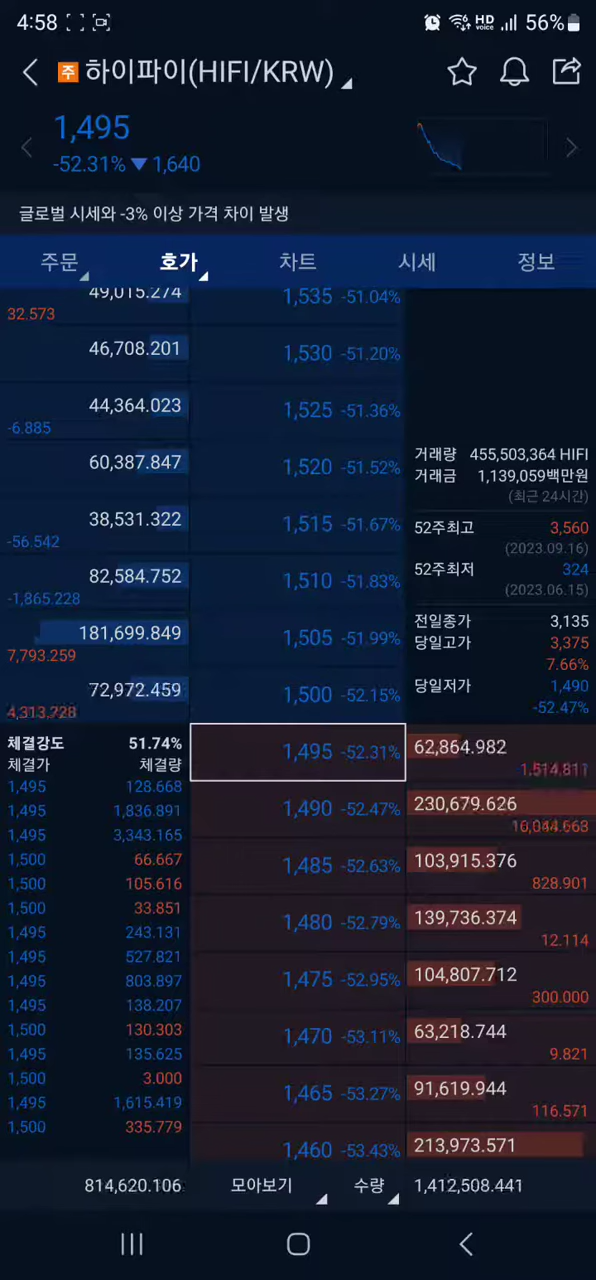 4:58 HD voice 56%
주 하이파이(HIFI/KRW)
1,495
-52.31% ▼ 1,640
글로벌 시세와 -3% 이상 가격 차이 발생
주문 호가 차트 시세 정보
49,015.274 1,535 -51.04%
32.573
46,708.201 1,530 -51.20%
44,364.023 1,525 -51.36%
-6.885
60,387.847 1,520 -51.52%
38,531.322 1,515 -51.67%
-56.542
82,584.752 1,510 -51.83%
-1,865.228
181,699.849 1,505 -51.99%
7,793.259
72,972.459 1,500 -52.15%
거래량 455,503,364 HIFI
거래금 1,139,059백만원
(최근 24시간)
52주최고 3,560
(2023.09.16)
52주최저 324
(2023.06.15)
전일종가 3,135
당일고가 3,375
7.66%
당일저가 1,490
-52.47%
체결강도 51.74%
체결가 체결량
1,495 128.668
1,495 1,836.891
1,495 3,343.165
1,500 66.667
1,500 105.616
1,500 33.851
1,495 243.131
1,495 527.821
1,495 803.897
1,495 138.207
1,500 130.303
1,495 135.625
1,500 3.000
1,495 1,615.419
1,500 335.779
1,495 -52.31% 62,864.982
1,490 -52.47% 230,679.626
1,485 -52.63% 103,915.376
828.901
1,480 -52.79% 139,736.374
12.114
1,475 -52.95% 104,807.712
300.000
1,470 -53.11% 63,218.744
9.821
1,465 -53.27% 91,619.944
116.571
1,460 -53.43% 213,973.571
814,620.106 모아보기 수량 1,412,508.441